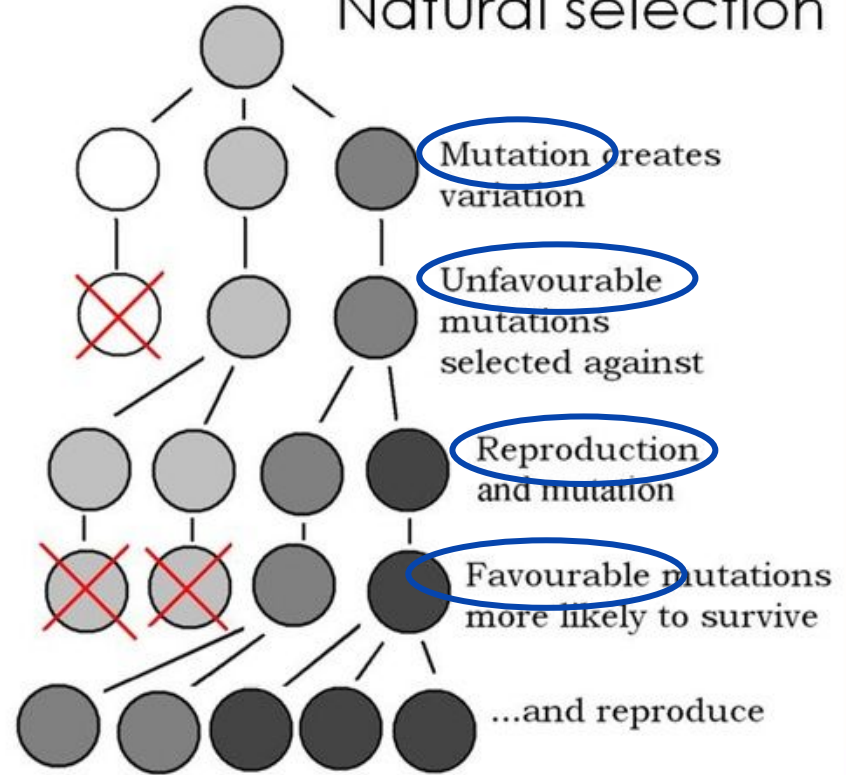 Natural selection
Mutation creates
variation
Unfavourable
mutations
selected against
Reproduction
and mutation
Favourable mutations
more likely to survive
...and reproduce